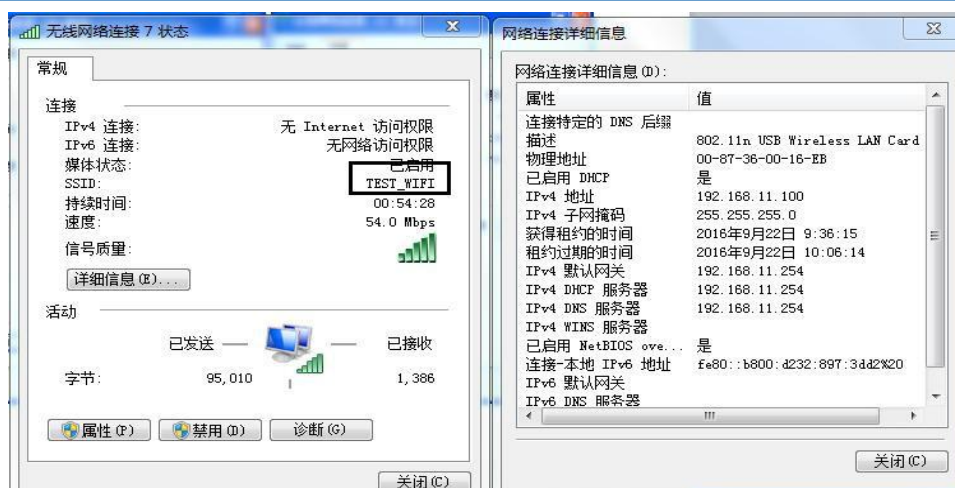 无线网络连接 7 状态
常规
连接
IPv4 连接: 无 Internet 访问权限
IPv6 连接: 无网络访问权限
媒体状态: 已启用
SSID: TEST_WIFI
持续时间: 00:54:28
速度: 54.0 Mbps
信号质量:
详细信息(E)...
活动
已发送 — — 已接收
字节: 95,010 1,386
属性(P) 禁用(D) 诊断(G)
关闭(C)
网络连接详细信息
网络连接详细信息(D):
属性 值
连接特定的 DNS 后缀
描述 802.11n USB Wireless LAN Card
物理地址 00-87-36-00-16-EB
已启用 DHCP 是
IPv4 地址 192.168.11.100
IPv4 子网掩码 255.255.255.0
获得租约的时间 2016年9月22日 9:36:15
租约过期的时间 2016年9月22日 10:06:14
IPv4 默认网关 192.168.11.254
IPv4 DHCP 服务器 192.168.11.254
IPv4 DNS 服务器 192.168.11.254
IPv4 WINS 服务器
已启用 NetBIOS ove... 是
连接-本地 IPv6 地址 fe80::b800:d232:897:3dd2%20
IPv6 默认网关
IPv6 DNS 服务器
关闭(C)